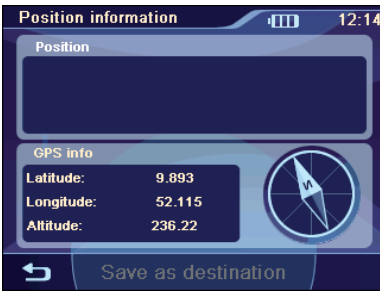 Position information 12:14
Position
GPS info
Latitude: 9.893
Longitude: 52.115
Altitude: 236.22
N
Save as destination